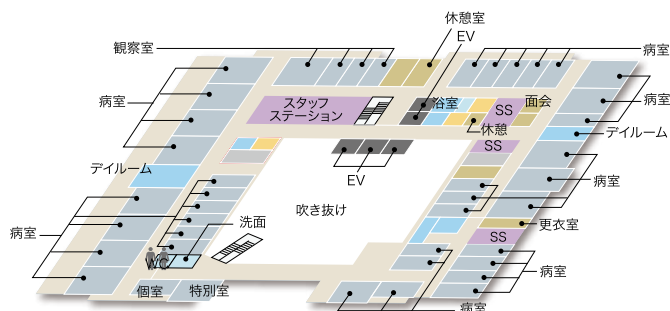 休憩室
EV
観察室
病室
病室
スタッフ
ステーション
浴室
SS
面会
休憩
病室
デイルーム
SS
デイルーム
EV
病室
吹き抜け
病室
洗面
更衣室
SS
WC
個室
特別室
病室
病室